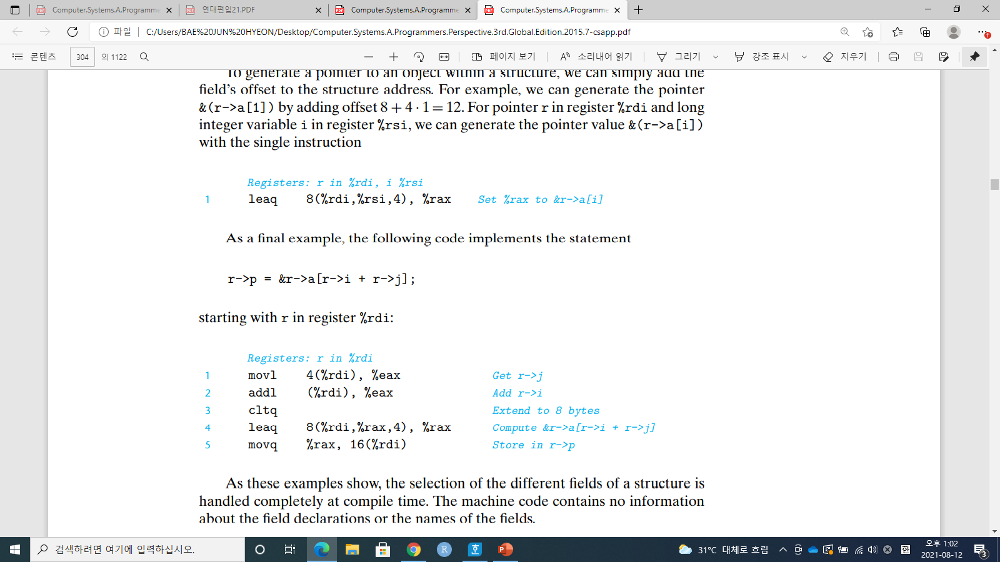 Computer.Systems.A.Programme
연대편입21.PDF
Computer.Systems.A.Programme
Computer.Systems.A.Programme
파일
C:/Users/BAE%20JUN%20HYEON/Desktop/Computer.Systems.A.Programmers.Perspective.3rd.Global.Edition.2015.7-csapp.pdf
콘텐츠 304 의 1122
페이지 보기 소리내어 읽기 그리기 강조 표시 지우기
To generate a pointer to an object within a structure, we can simply add the
field's offset to the structure address. For example, we can generate the pointer
&(r->a[1]) by adding offset 8 + 4 · 1 = 12. For pointer r in register %rdi and long
integer variable i in register %rsi, we can generate the pointer value &(r->a[i])
with the single instruction
Registers: r in %rdi, i %rsi
1 leaq 8(%rdi,%rsi,4), %rax Set %rax to &r->a[i]
As a final example, the following code implements the statement
r->p = &r->a[r->i + r->j];
starting with r in register %rdi:
Registers: r in %rdi
1 movl 4(%rdi), %eax Get r->j
2 addl (%rdi), %eax Add r->i
3 cltq Extend to 8 bytes
4 leaq 8(%rdi,%rax,4), %rax Compute &r->a[r->i + r->j]
5 movq %rax, 16(%rdi) Store in r->p
As these examples show, the selection of the different fields of a structure is
handled completely at compile time. The machine code contains no information
about the field declarations or the names of the fields.
검색하려면 여기에 입력하십시오.
31°C 대체로 흐림
한
오후 1:02
2021-08-12
3